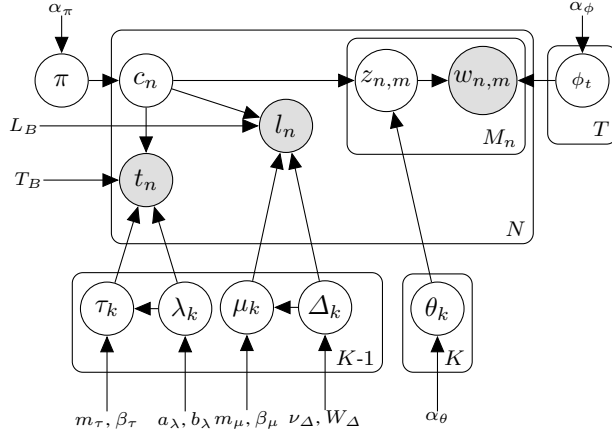 α_π
α_ϕ
π
c_n
z_{n,m}
w_{n,m}
ϕ_t
L_B
l_n
M_n
T
T_B
t_n
N
τ_k
λ_k
μ_k
Δ_k
θ_k
K-1
K
m_τ, β_τ
a_λ, b_λ
m_μ, β_μ
ν_Δ, W_Δ
α_θ